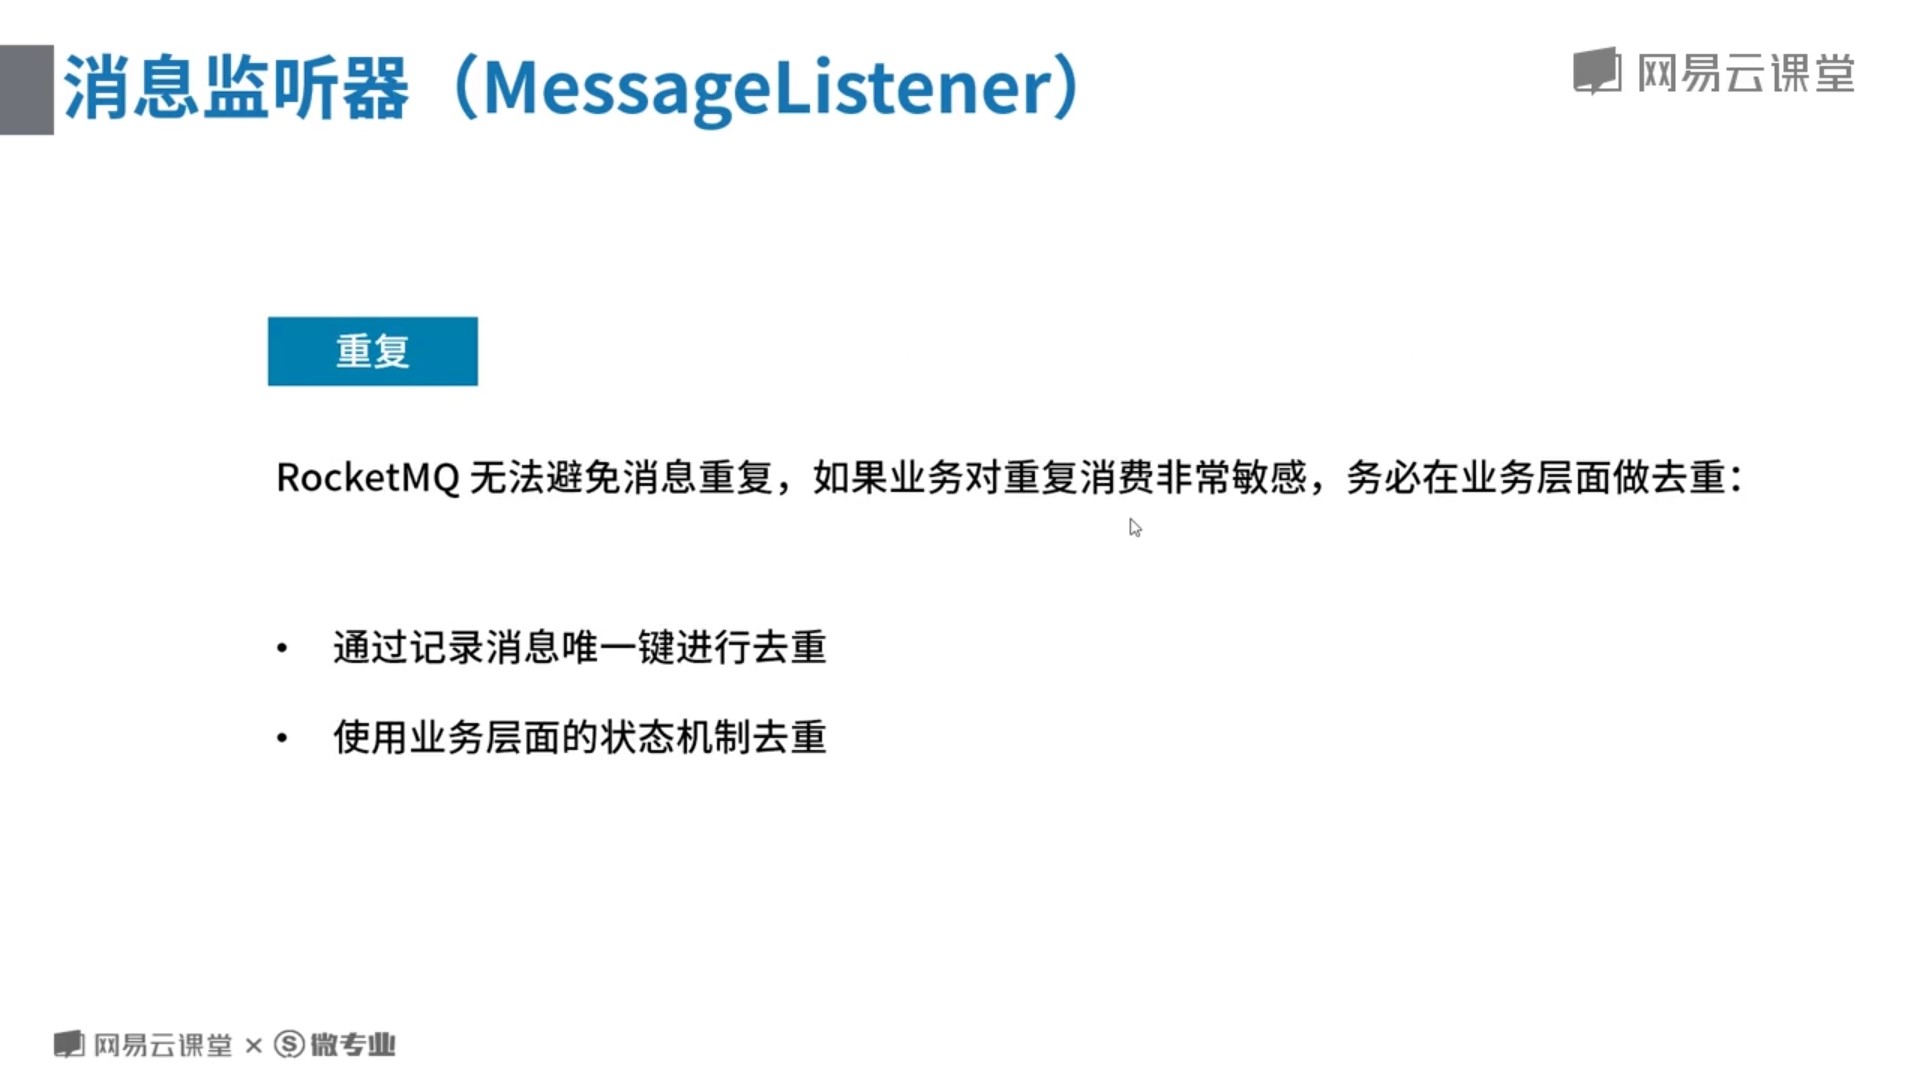 消息监听器（MessageListener）
网易云课堂
重复
RocketMQ 无法避免消息重复，如果业务对重复消费非常敏感，务必在业务层面做去重：
• 通过记录消息唯一键进行去重
• 使用业务层面的状态机制去重
网易云课堂 × Ⓢ 微专业